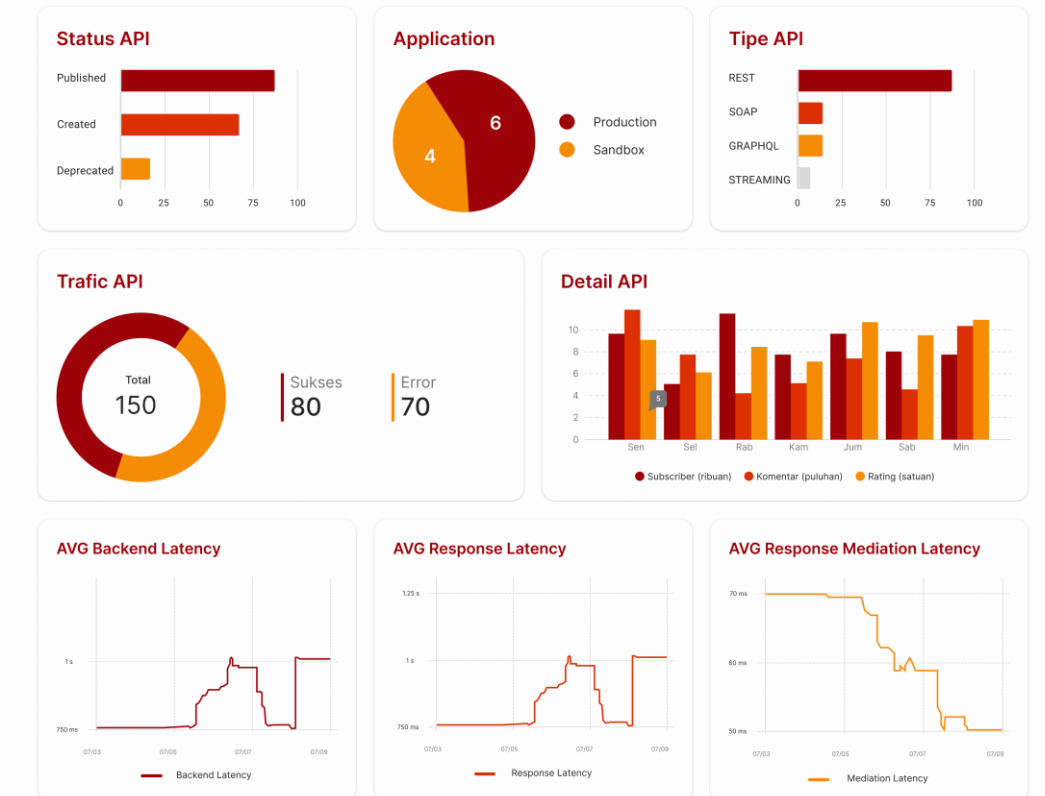 Status API
Published
Created
Deprecated
0 25 50 75 100
Application
6
4
Production
Sandbox
Tipe API
REST
SOAP
GRAPHQL
STREAMING
0 25 50 75 100
Trafic API
Total
150
Sukses
80
Error
70
Detail API
10
8
6
4
2
0
5
Sen Sel Rab Kam Jum Sab Min
Subscriber (ribuan) Komentar (puluhan) Rating (satuan)
AVG Backend Latency
1 s
750 ms
07/03 07/05 07/07 07/09
Backend Latency
AVG Response Latency
1.25 s
1 s
750 ms
07/03 07/05 07/07 07/09
Response Latency
AVG Response Mediation Latency
70 ms
60 ms
50 ms
07/03 07/05 07/07 07/09
Mediation Latency